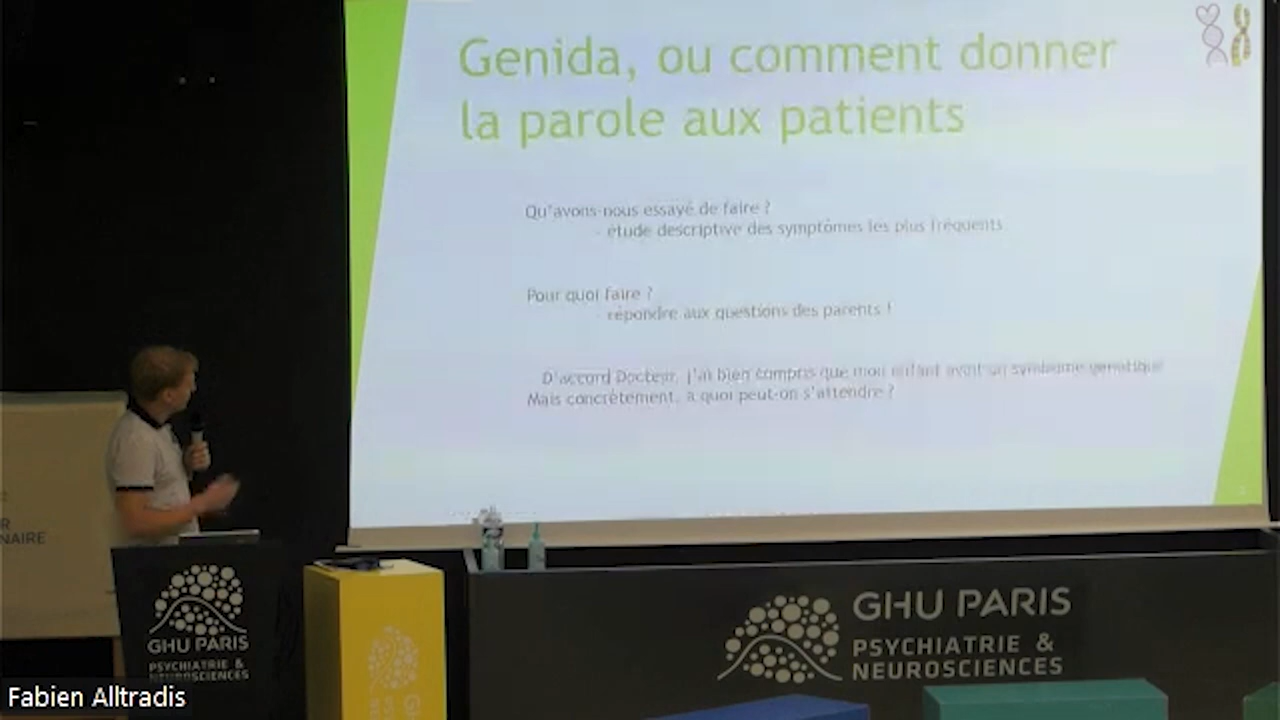 Genida, ou comment donner
la parole aux patients
Qu'avons-nous essayé de faire ?
- étude descriptive des symptômes les plus fréquents
Pour quoi faire ?
- répondre aux questions des parents !
D'accord Docteur, j'ai bien compris que mon enfant avait un syndrome génétique
Mais concrètement, à quoi peut-on s'attendre ?
R
NAIRE
GHU PARIS
PSYCHIATRIE &
NEUROSCIENCES
GHU PARIS
PSYCHIATRIE &
NEUROSCIENCES
Fabien Alltradis